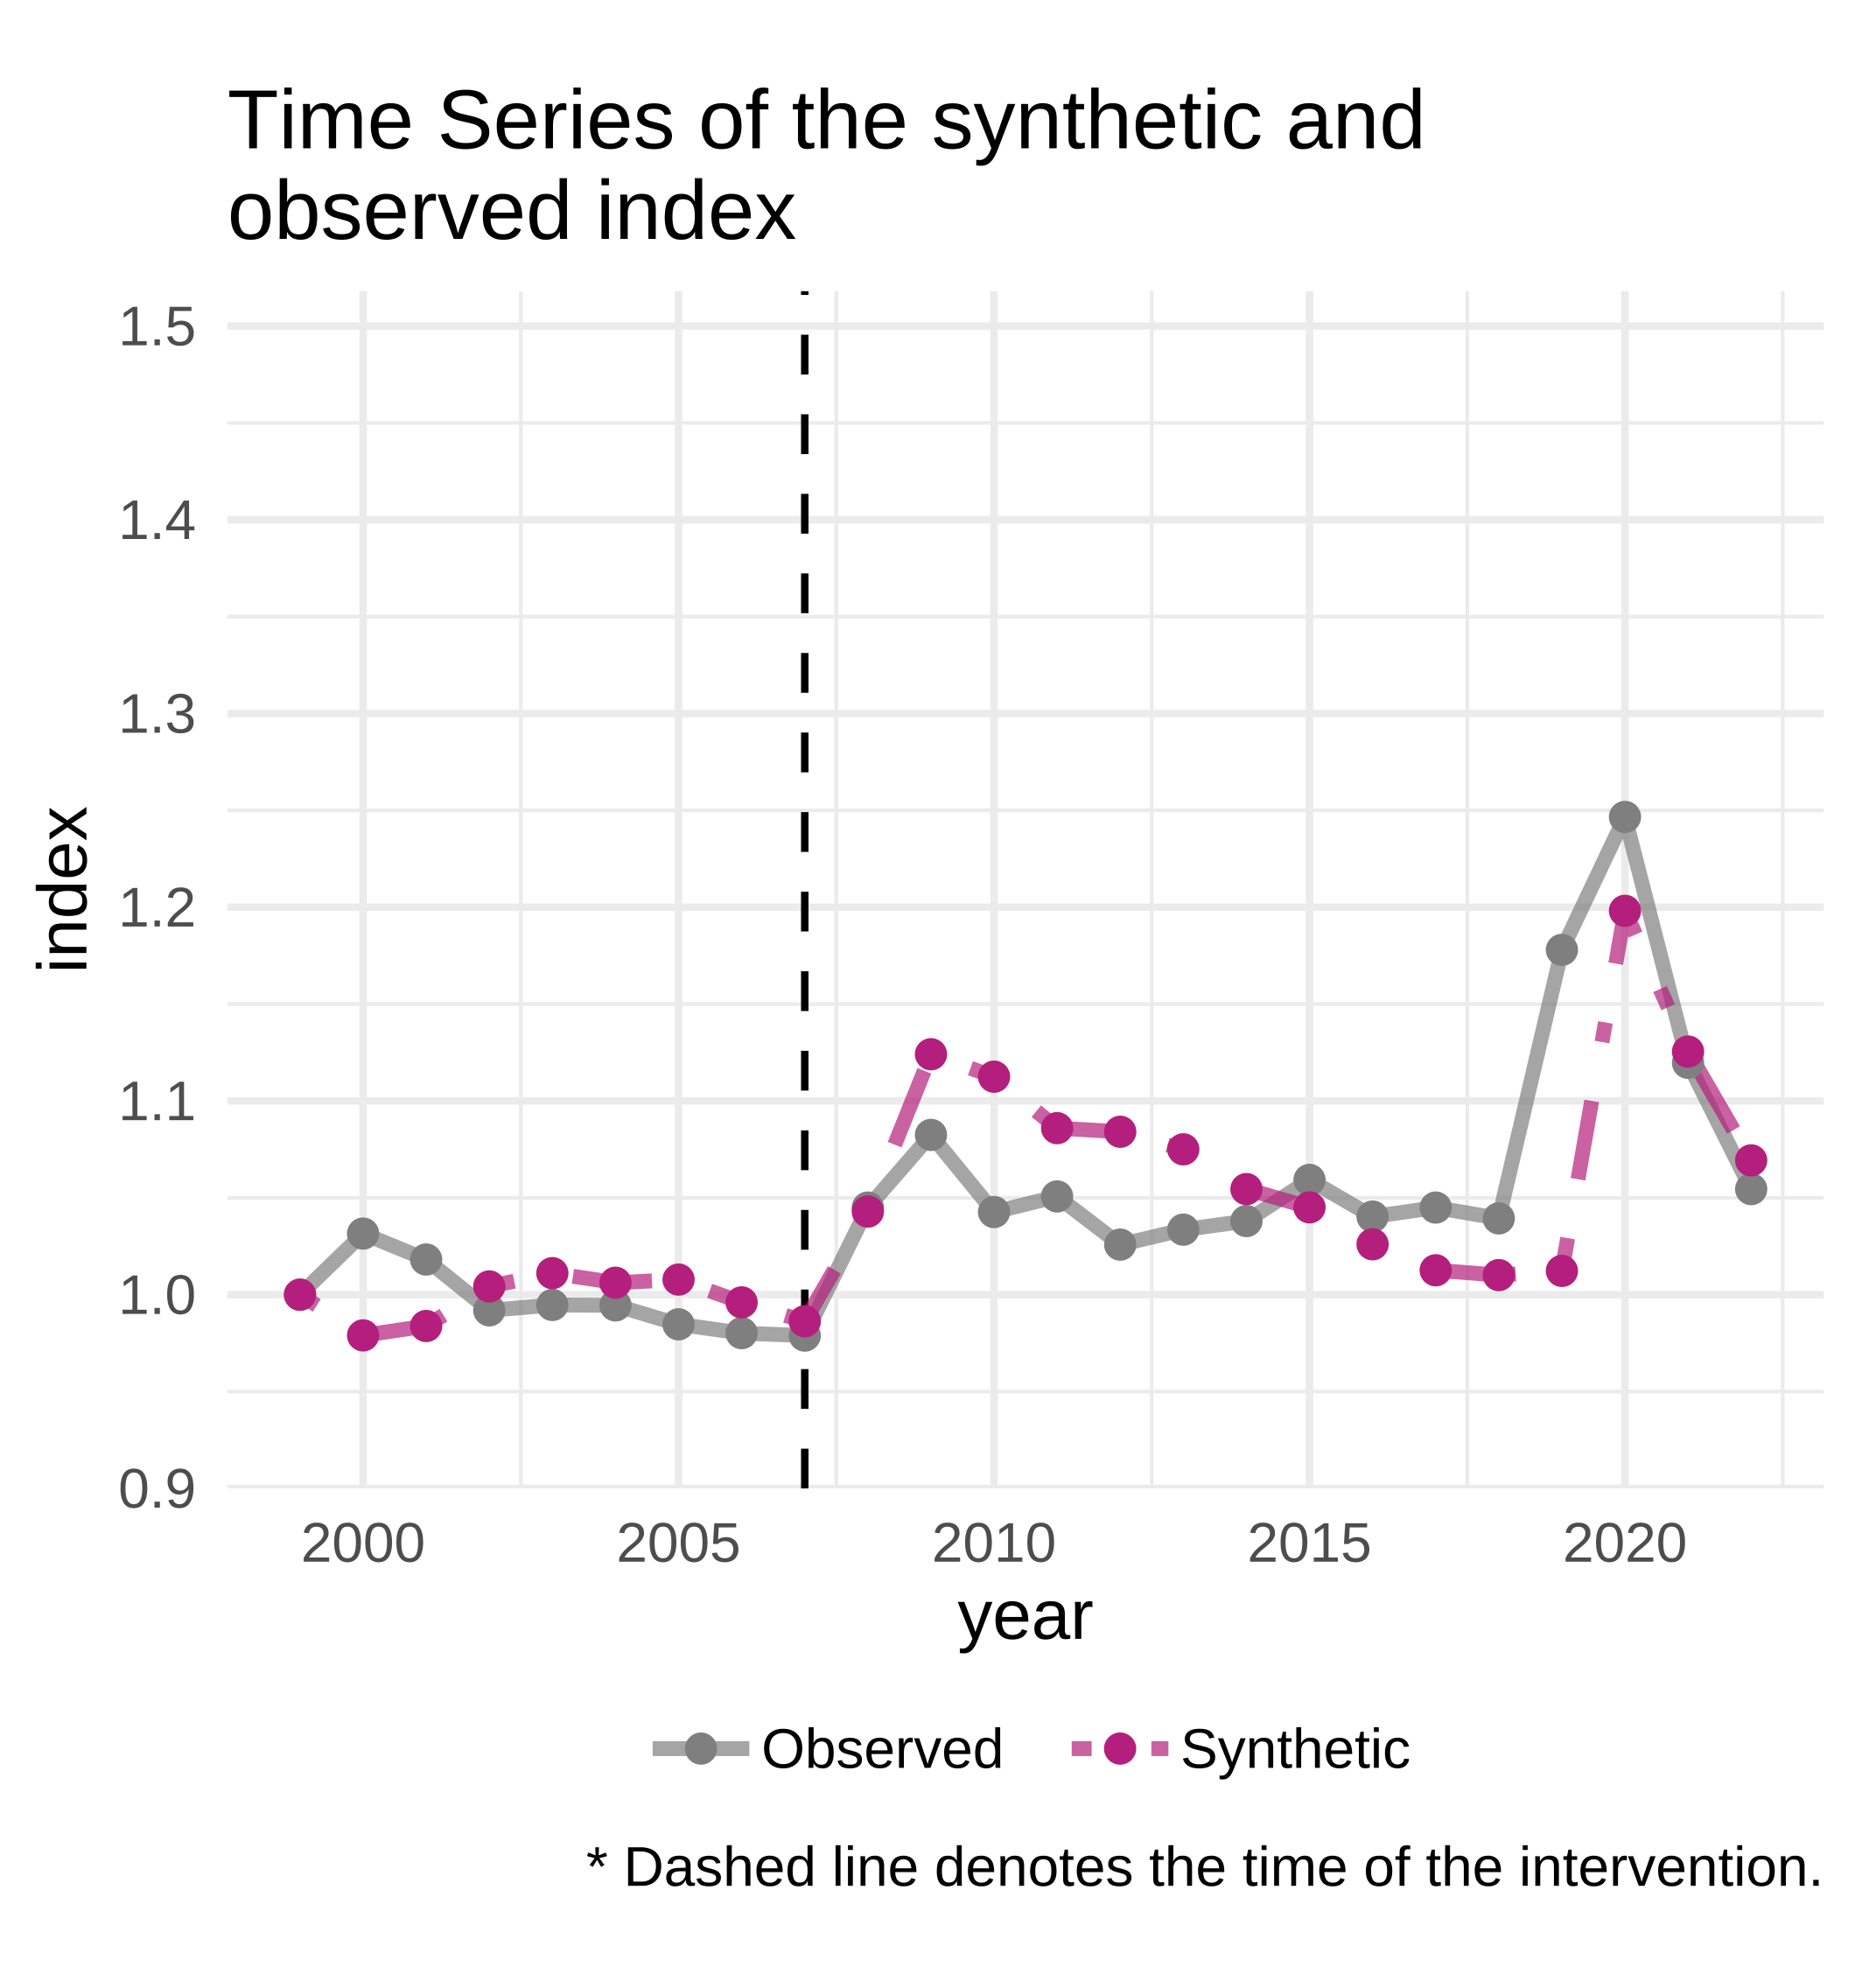 Time Series of the synthetic and
observed index
1.5
1.4
1.3
1.2
1.1
1.0
0.9
index
2000 2005 2010 2015 2020
year
Observed Synthetic
* Dashed line denotes the time of the intervention.